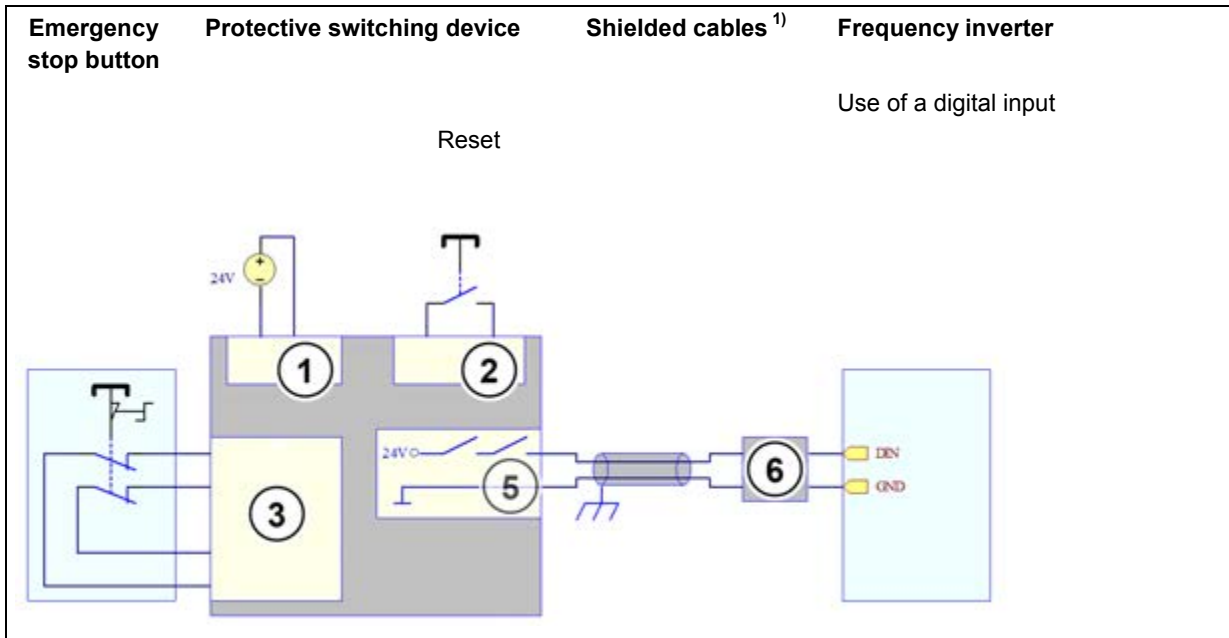 Emergency stop button
Protective switching device
Shielded cables 1)
Frequency inverter
Use of a digital input
Reset
24V
+
–
1
2
3
24V
5
6
DIN
GND